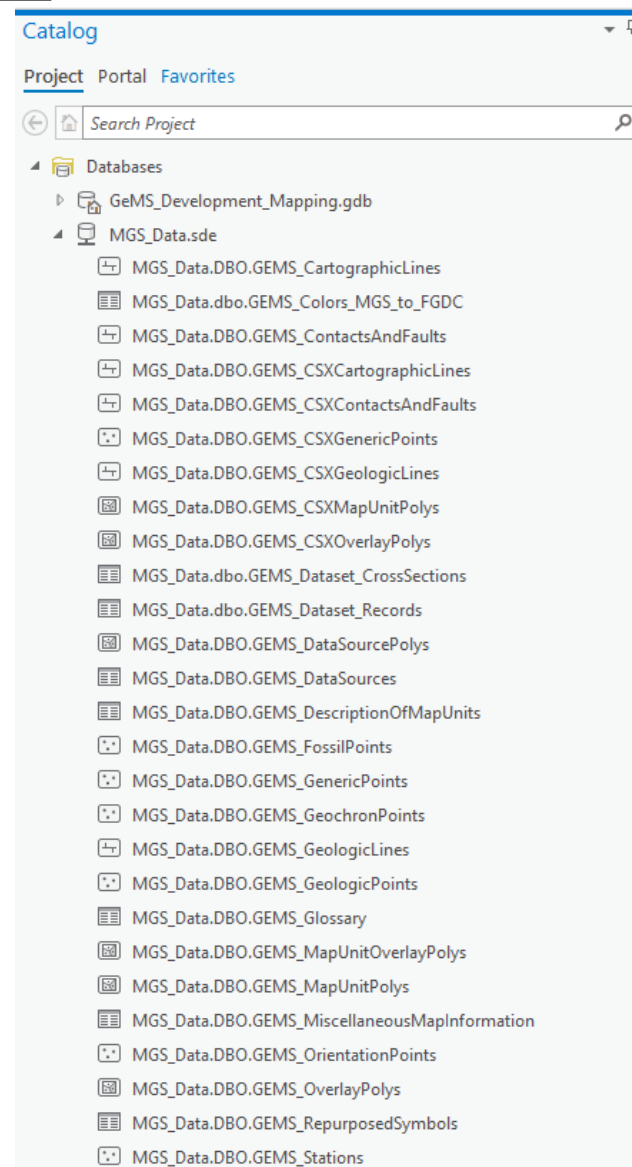 Catalog
Project Portal Favorites
Search Project
Databases
GeMS_Development_Mapping.gdb
MGS_Data.sde
MGS_Data.DBO.GEMS_CartographicLines
MGS_Data.dbo.GEMS_Colors_MGS_to_FGDC
MGS_Data.DBO.GEMS_ContactsAndFaults
MGS_Data.DBO.GEMS_CSXCartographicLines
MGS_Data.DBO.GEMS_CSXContactsAndFaults
MGS_Data.DBO.GEMS_CSXGenericPoints
MGS_Data.DBO.GEMS_CSXGeologicLines
MGS_Data.DBO.GEMS_CSXMapUnitPolys
MGS_Data.DBO.GEMS_CSXOverlayPolys
MGS_Data.dbo.GEMS_Dataset_CrossSections
MGS_Data.dbo.GEMS_Dataset_Records
MGS_Data.DBO.GEMS_DataSourcePolys
MGS_Data.DBO.GEMS_DataSources
MGS_Data.DBO.GEMS_DescriptionOfMapUnits
MGS_Data.DBO.GEMS_FossilPoints
MGS_Data.DBO.GEMS_GenericPoints
MGS_Data.DBO.GEMS_GeochronPoints
MGS_Data.DBO.GEMS_GeologicLines
MGS_Data.DBO.GEMS_GeologicPoints
MGS_Data.DBO.GEMS_Glossary
MGS_Data.DBO.GEMS_MapUnitOverlayPolys
MGS_Data.DBO.GEMS_MapUnitPolys
MGS_Data.DBO.GEMS_MiscellaneousMapInformation
MGS_Data.DBO.GEMS_OrientationPoints
MGS_Data.DBO.GEMS_OverlayPolys
MGS_Data.DBO.GEMS_RepurposedSymbols
MGS_Data.DBO.GEMS_Stations